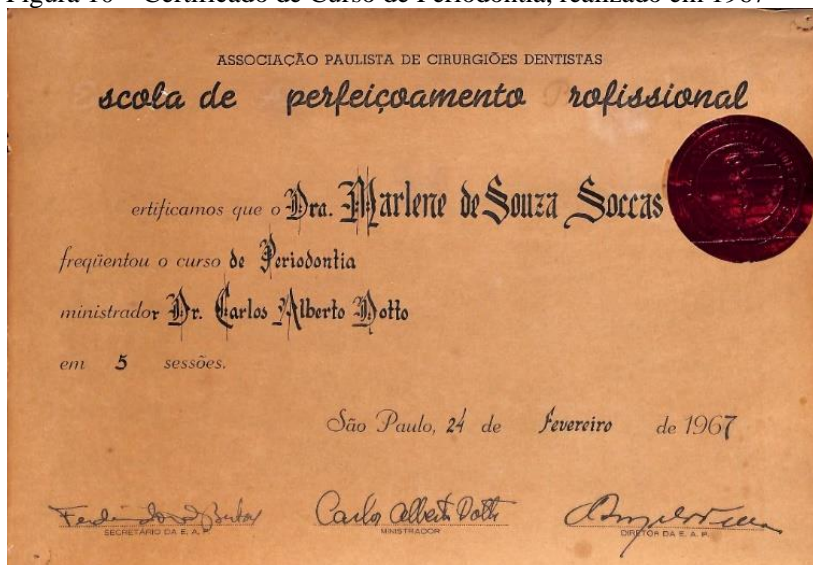 Figura 16 – Certificado de Curso de Periodontia, realizado em 1967
ASSOCIAÇÃO PAULISTA DE CIRURGIÕES DENTISTAS
scola de perfeiçoamento rofissional
ertificamos que o Dra. Marlene de Souza Soccas
freqüentou o curso de Periodontia
ministrador Dr. Carlos Alberto Dotto
em 5 sessões.
São Paulo, 24 de fevereiro de 1967
Carlos Alberto Dotto
SECRETÁRIO DA E. A. P.
MINISTRADOR
DIRETOR DA E. A. P.